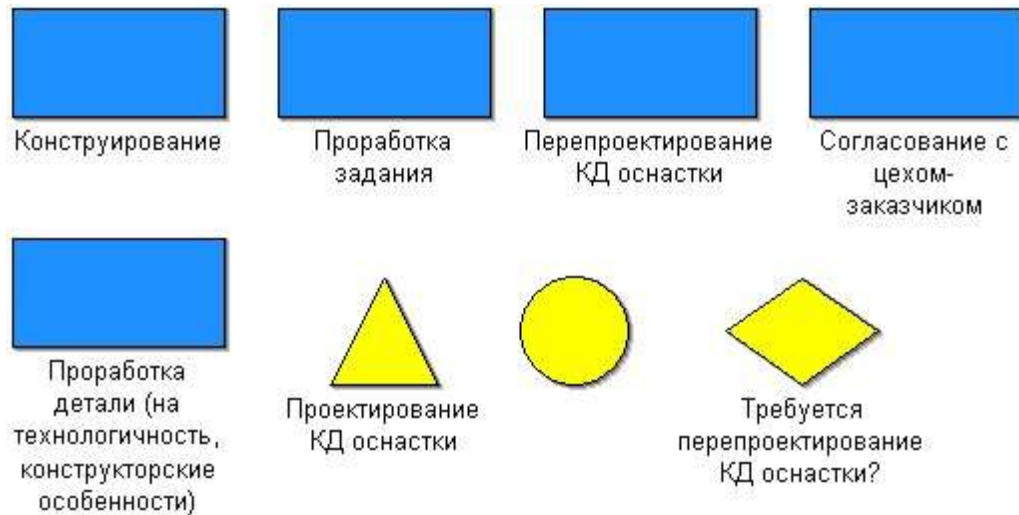 Конструирование
Проработка
задания
Перепроектирование
КД оснастки
Согласование с
цехом-
заказчиком
Проработка
детали (на
технологичность,
конструкторские
особенности)
Проектирование
КД оснастки
Требуется
перепроектирование
КД оснастки?